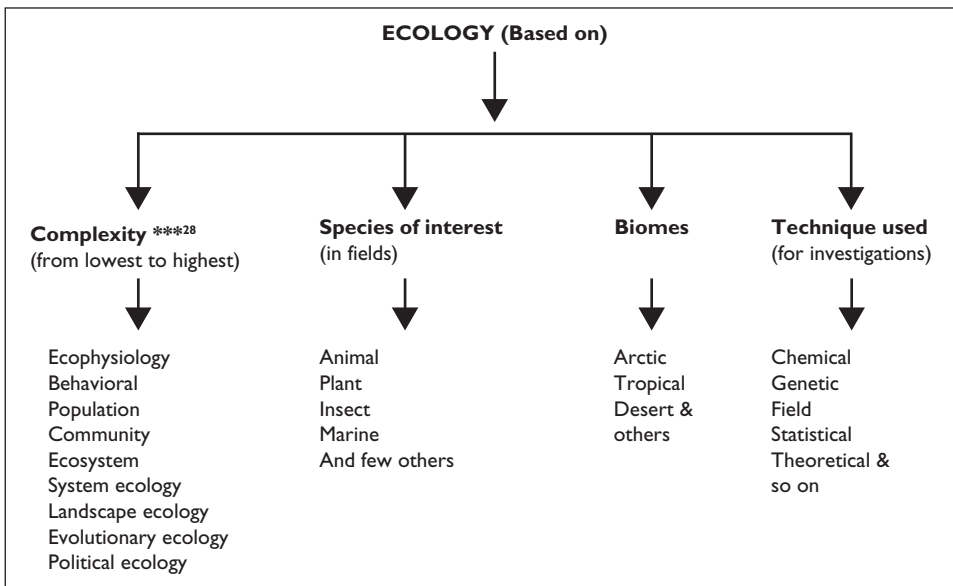 ECOLOGY (Based on)
Complexity ***28
(from lowest to highest)
Ecophysiology
Behavioral
Population
Community
Ecosystem
System ecology
Landscape ecology
Evolutionary ecology
Political ecology
Species of interest
(in fields)
Animal
Plant
Insect
Marine
And few others
Biomes
Arctic
Tropical
Desert &
others
Technique used
(for investigations)
Chemical
Genetic
Field
Statistical
Theoretical &
so on